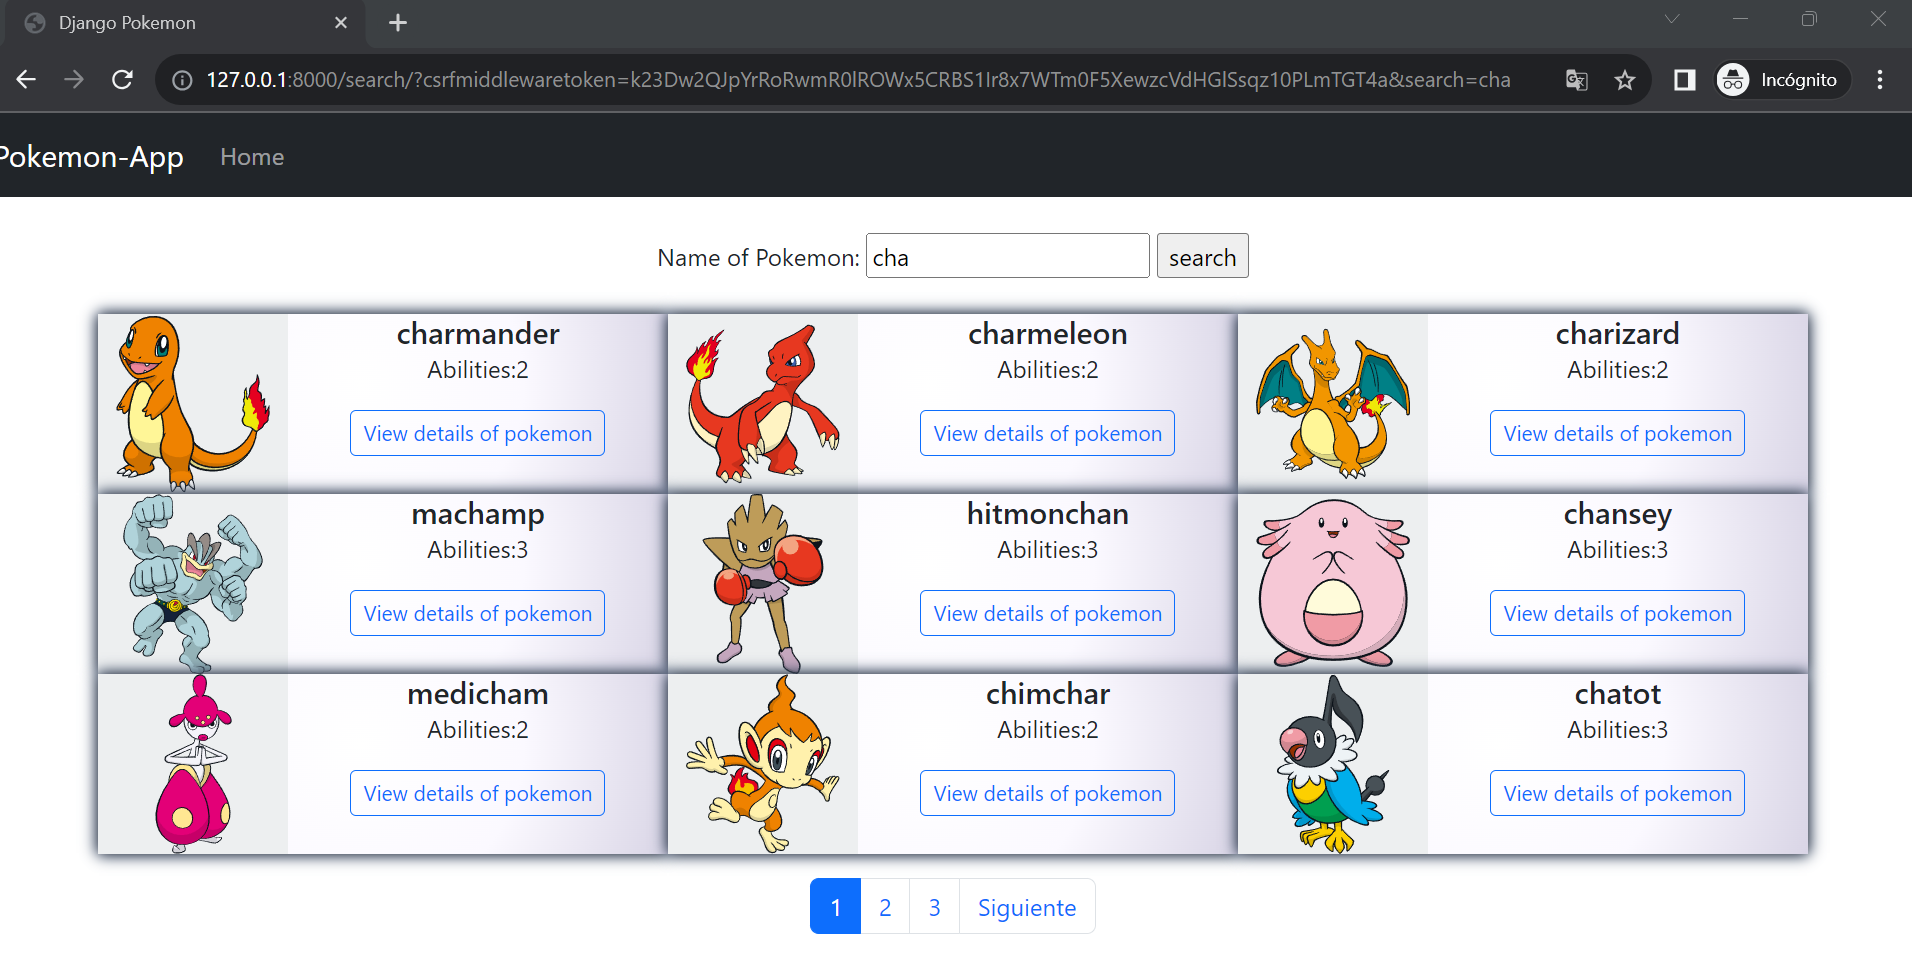 Django Pokemon
127.0.0.1:8000/search/?csrfmiddlewaretoken=k23Dw2QJpYrRoRwmR0lROWx5CRBS1Ir8x7WTm0F5XewzcVdHGlSsqz10PLmTGT4a&search=cha
Incógnito
Pokemon-App Home
Name of Pokemon: cha search
charmander
Abilities:2
View details of pokemon
charmeleon
Abilities:2
View details of pokemon
charizard
Abilities:2
View details of pokemon
machamp
Abilities:3
View details of pokemon
hitmonchan
Abilities:3
View details of pokemon
chansey
Abilities:3
View details of pokemon
medicham
Abilities:2
View details of pokemon
chimchar
Abilities:2
View details of pokemon
chatot
Abilities:3
View details of pokemon
1 2 3 Siguiente